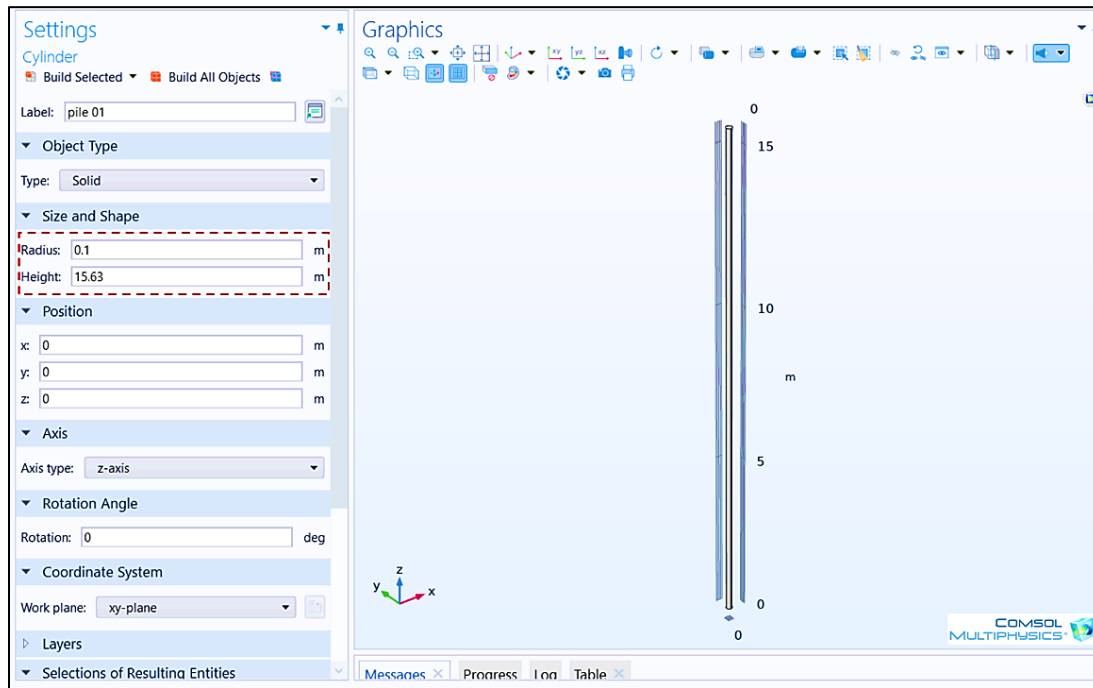 Settings
Cylinder
Build Selected
Build All Objects
Label: pile 01
Object Type
Type: Solid
Size and Shape
Radius: 0.1 m
Height: 15.63 m
Position
x: 0 m
y: 0 m
z: 0 m
Axis
Axis type: z-axis
Rotation Angle
Rotation: 0 deg
Coordinate System
Work plane: xy-plane
Layers
Selections of Resulting Entities
Graphics
xy yz xz
0
15
10
m
5
0
0
z
y
x
COMSOL
MULTIPHYSICS®
Messages Progress Log Table